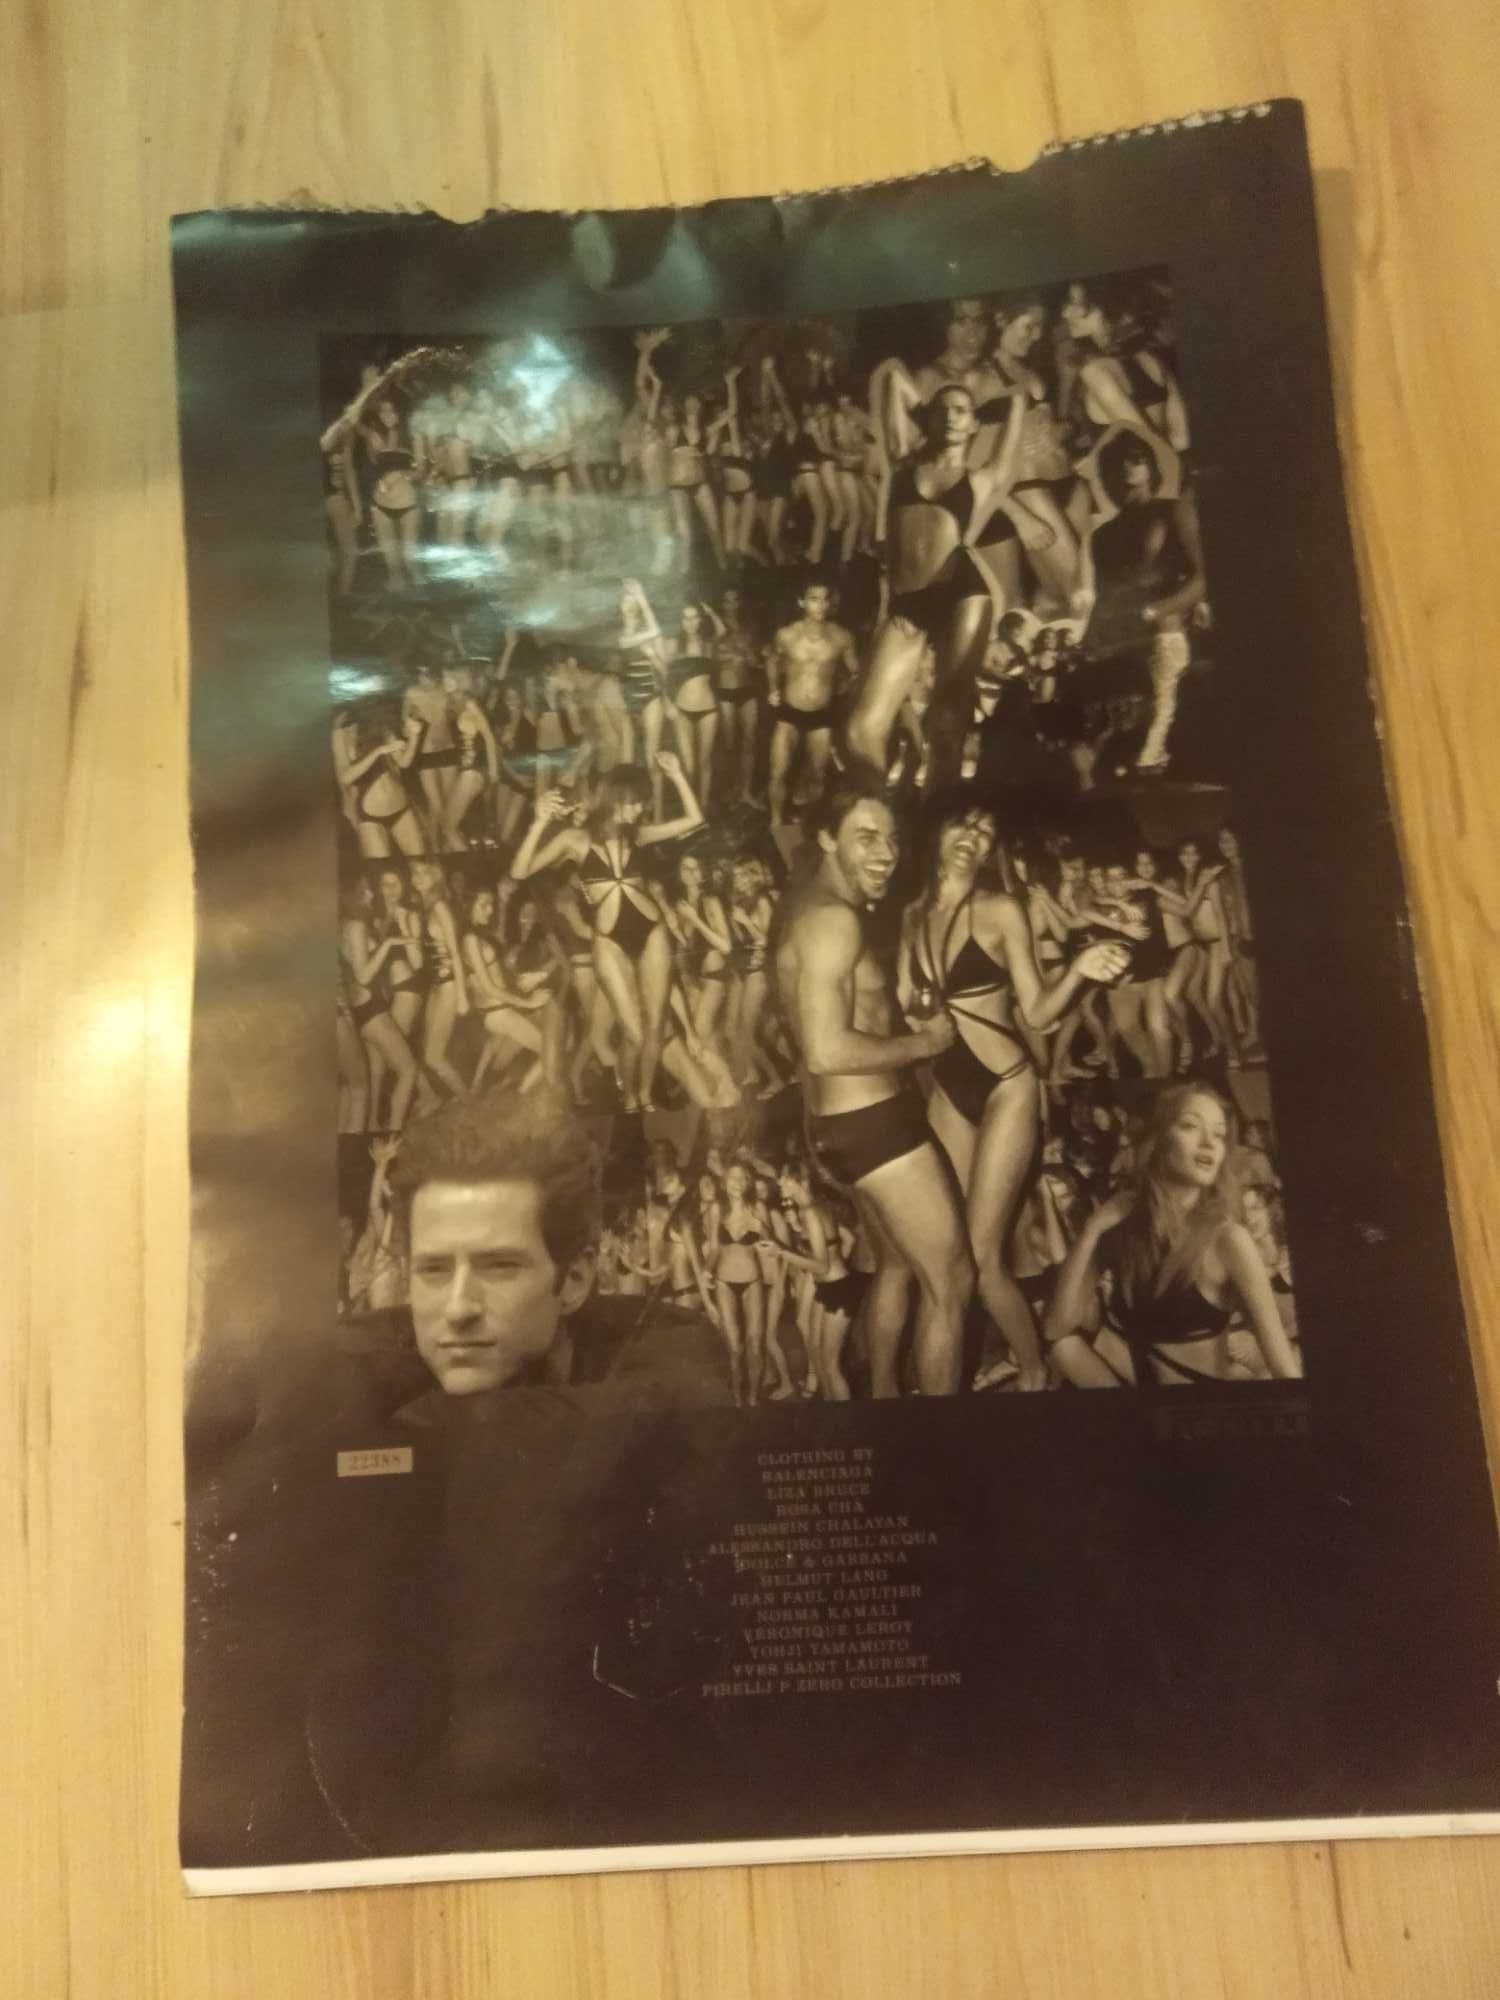 22388
CLOTHING BY
BALENCIAGA
LIZA BRUCE
ROSA CHA
HUSSEIN CHALAYAN
ALESSANDRO DELL'ACQUA
DOLCE & GABBANA
HELMUT LANG
JEAN PAUL GAULTIER
NORMA KAMALI
VÉRONIQUE LEROY
YOHJI YAMAMOTO
YVES SAINT LAURENT
PIRELLI P ZERO COLLECTION